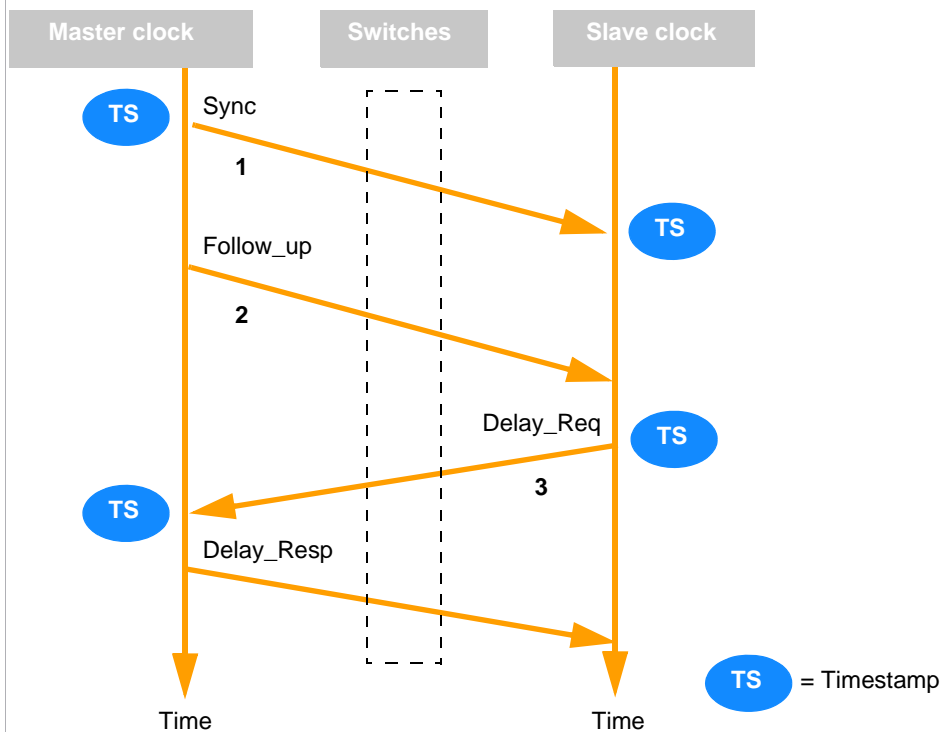 Master clock
Switches
Slave clock
TS
Sync
1
TS
Follow_up
2
Delay_Req
TS
3
TS
Delay_Resp
TS
= Timestamp
Time
Time